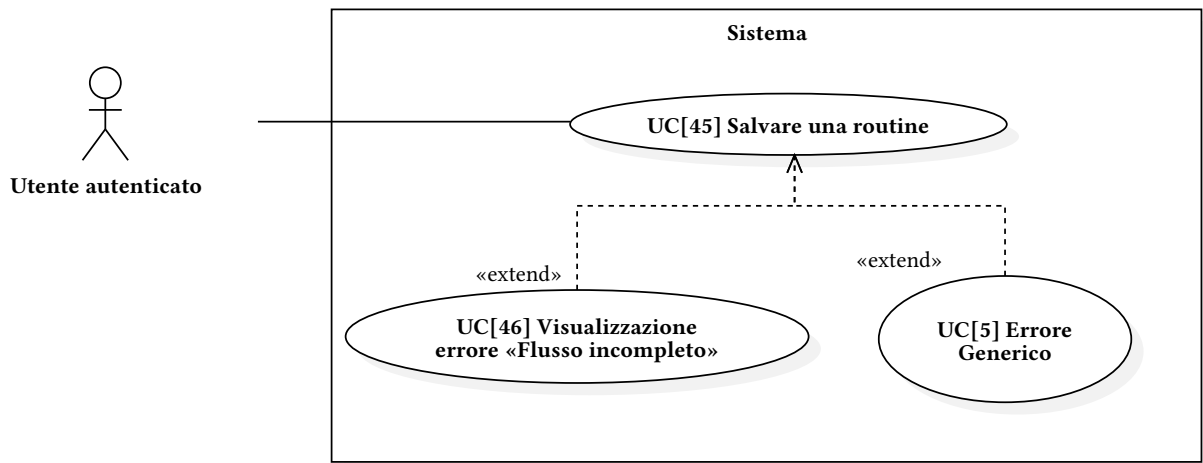 Sistema
UC[45] Salvare una routine
Utente autenticato
«extend»
«extend»
UC[46] Visualizzazione
errore «Flusso incompleto»
UC[5] Errore
Generico